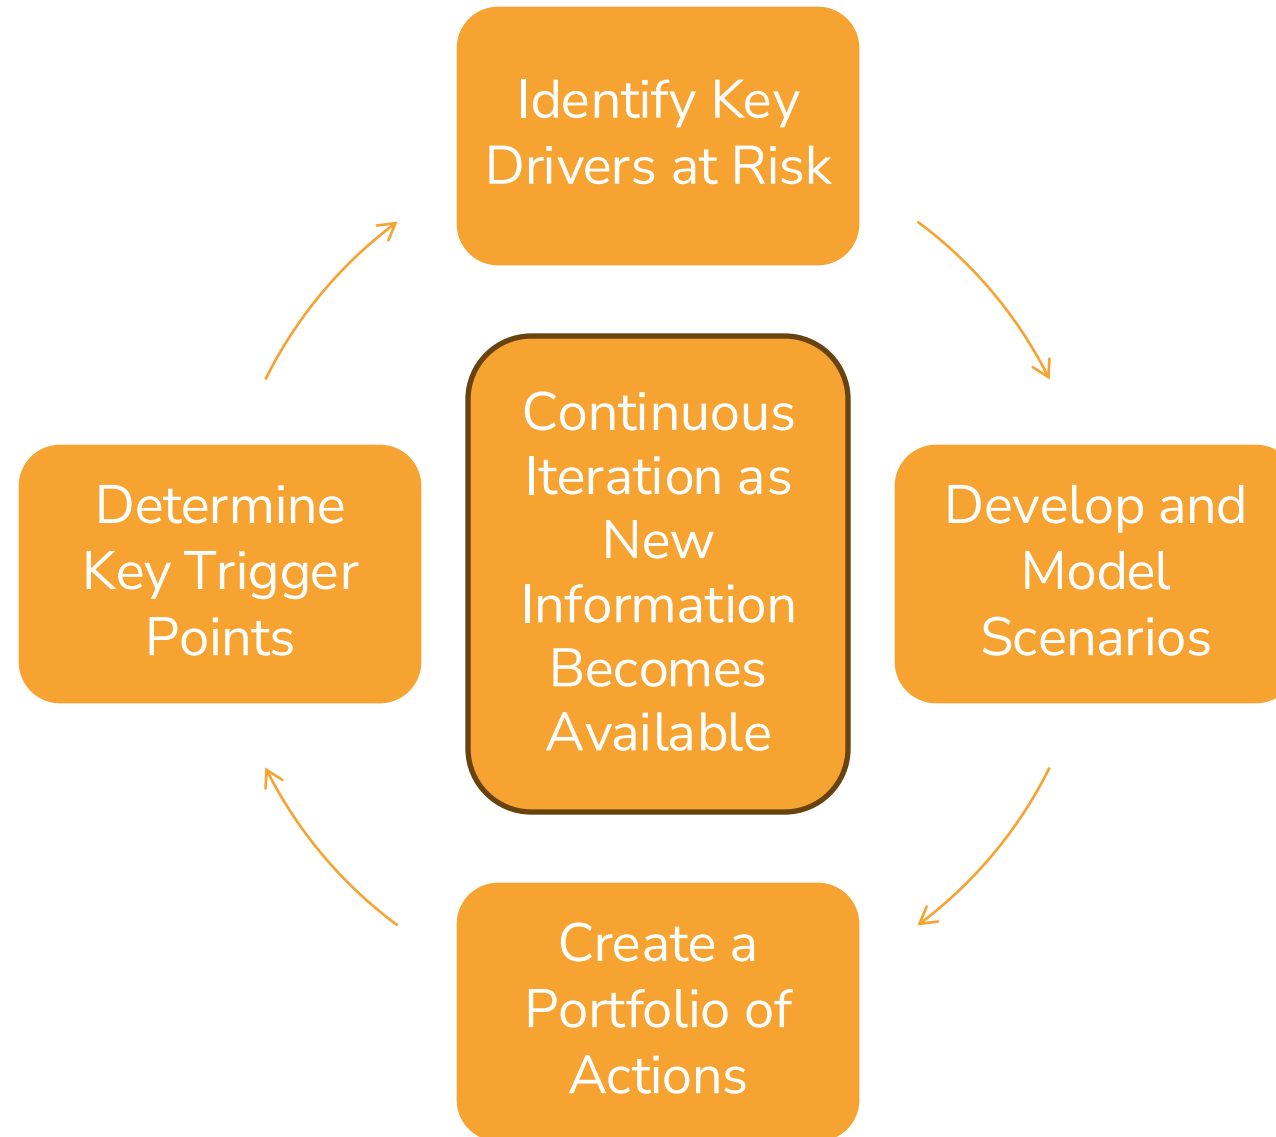 Identify Key
Drivers at Risk
Continuous
Iteration as
New
Information
Becomes
Available
Determine
Key Trigger
Points
Develop and
Model
Scenarios
Create a
Portfolio of
Actions